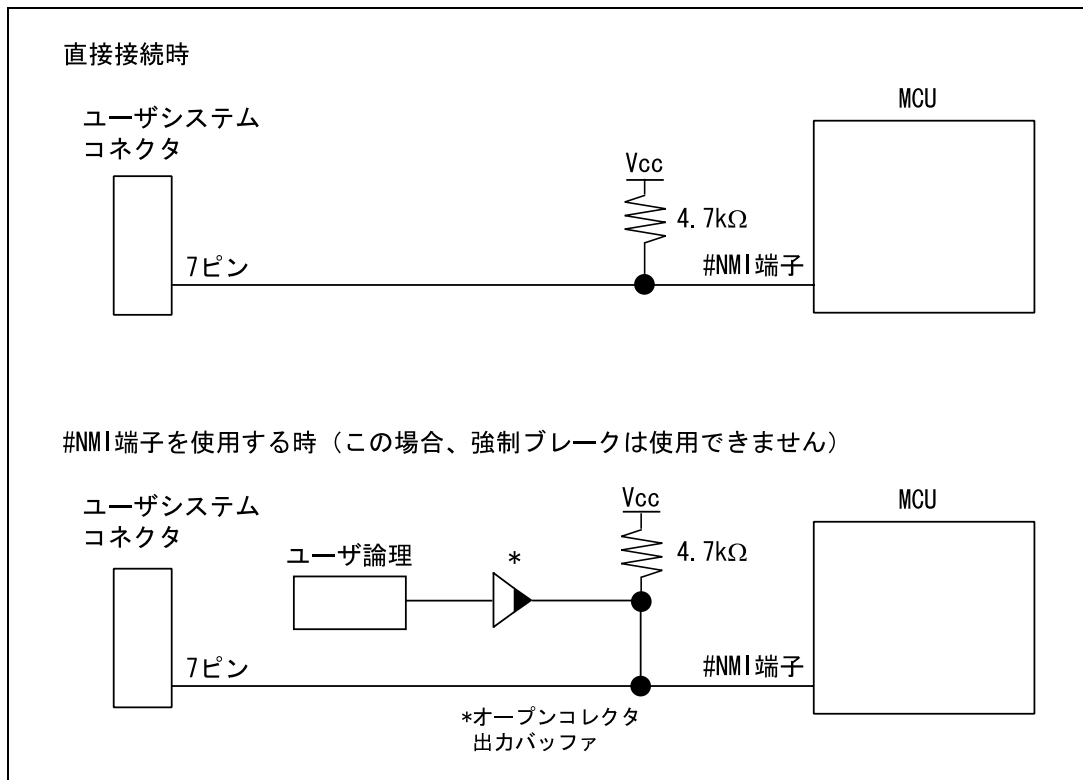 直接接続時
ユーザシステム
コネクタ
MCU
Vcc
4.7kΩ
7ピン
#NMI端子
#NMI端子を使用する時（この場合、強制ブレークは使用できません）
ユーザシステム
コネクタ
Vcc
MCU
ユーザ論理
*
4.7kΩ
7ピン
#NMI端子
*オープンコレクタ
出力バッファ